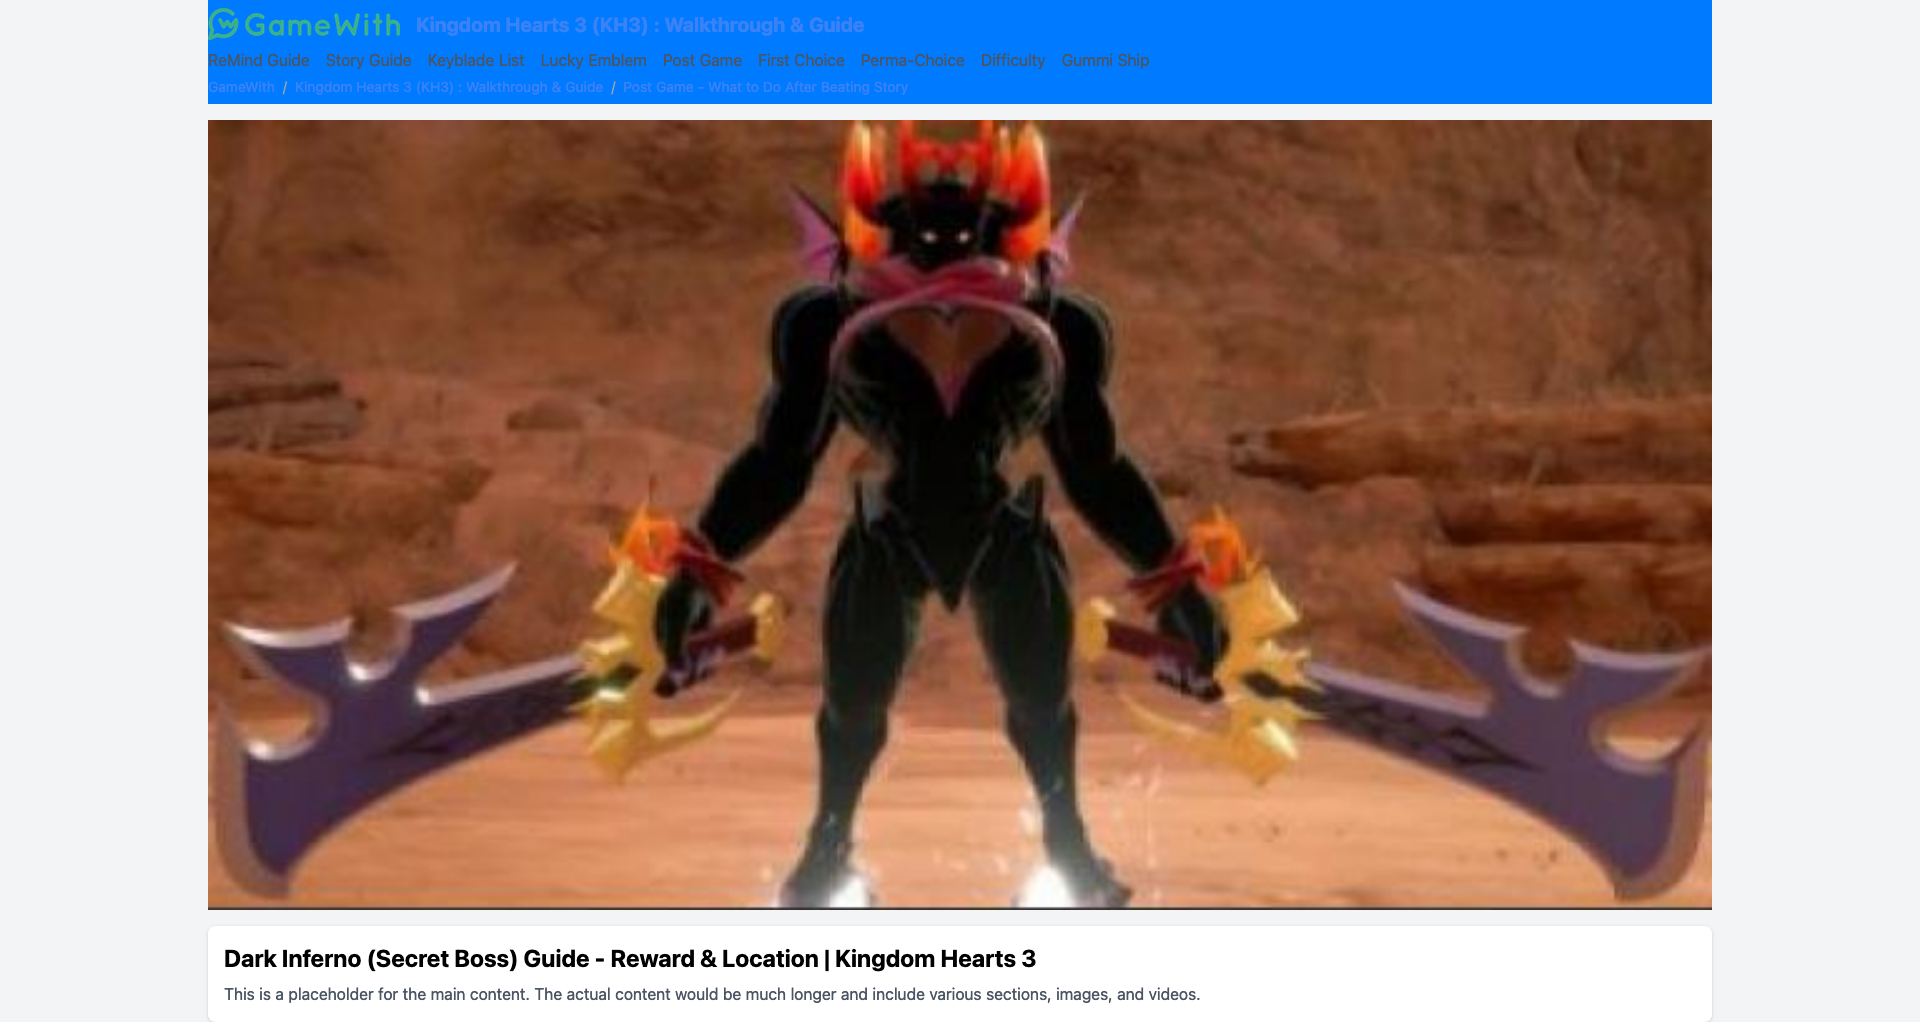 GameWith Kingdom Hearts 3 (KH3) : Walkthrough & Guide
ReMind Guide Story Guide Keyblade List Lucky Emblem Post Game First Choice Perma-Choice Difficulty Gummi Ship
GameWith / Kingdom Hearts 3 (KH3) : Walkthrough & Guide / Post Game - What to Do After Beating Story
Dark Inferno (Secret Boss) Guide - Reward & Location | Kingdom Hearts 3
This is a placeholder for the main content. The actual content would be much longer and include various sections, images, and videos.